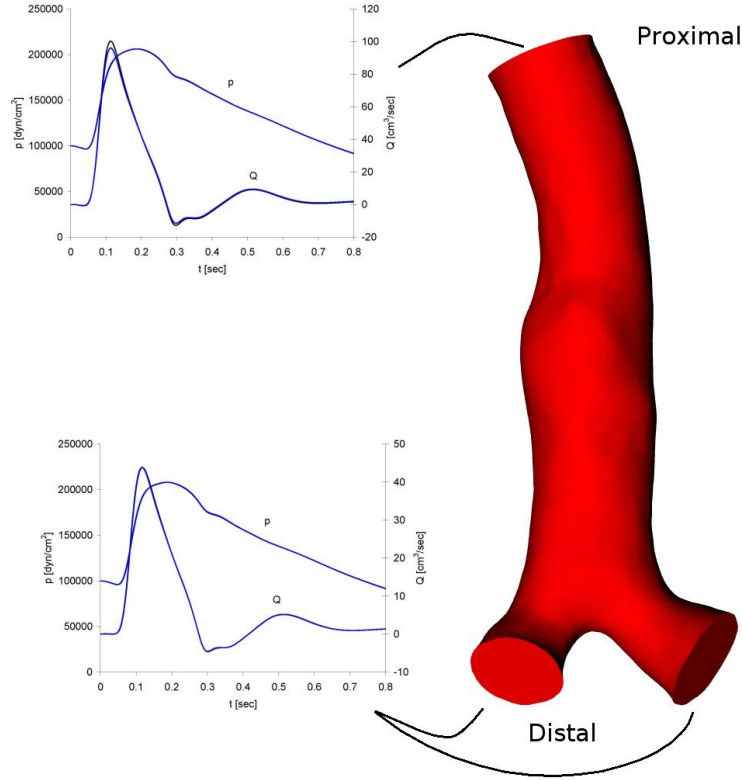 250000
200000
150000
100000
50000
0
p [dyn/cm²]
120
100
80
60
40
20
0
-20
Q [cm³/sec]
p
Q
0 0.1 0.2 0.3 0.4 0.5 0.6 0.7 0.8
t [sec]
Proximal
250000
200000
150000
100000
50000
0
p [dyn/cm²]
50
40
30
20
10
0
-10
Q [cm³/sec]
p
Q
0 0.1 0.2 0.3 0.4 0.5 0.6 0.7 0.8
t [sec]
Distal